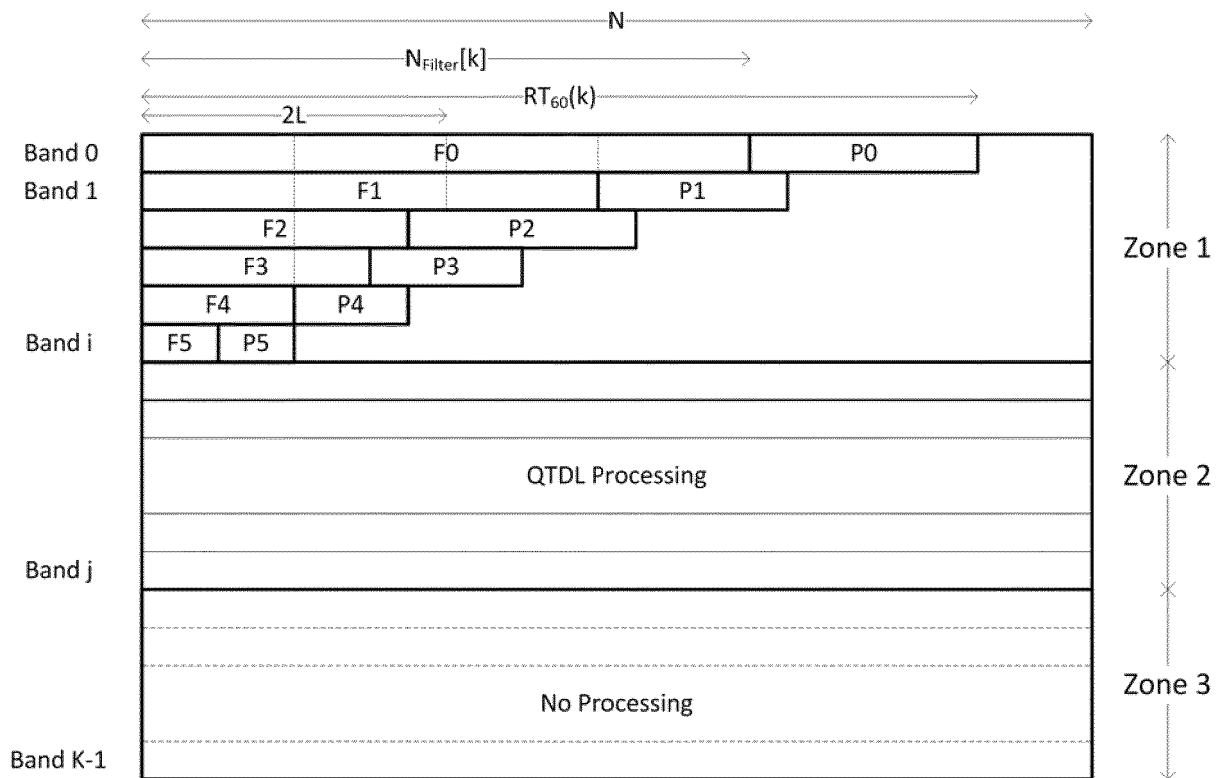 N
N_Filter[k]
RT_60(k)
2L
Band 0 F0 P0
Band 1 F1 P1
F2 P2
F3 P3
Zone 1
F4 P4
Band i F5 P5
QTDL Processing Zone 2
Band j
No Processing Zone 3
Band K-1